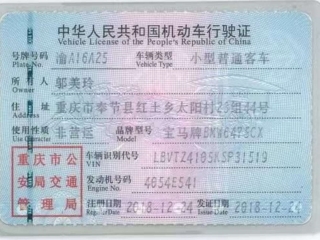 中华人民共和国机动车行驶证
Vehicle License of the People's Republic of China
号牌号码 渝A16A25 车辆类型 小型普通客车
Plate No. Vehicle Type
所有人 郭美玲
Owner
住址 重庆市奉节县红土乡太阳村 组 44号
Address
使用性质 非营运 品牌型号 宝马牌BMW6475CX
Use Character Model
重庆市公
安局交通
管理局
车辆识别代号 LBVTZ4105KSP31519
VIN
发动机号码 4054E541
Engine No.
注册日期 2018-12-24 发证日期 2018-12-24
Register Date Issue Date